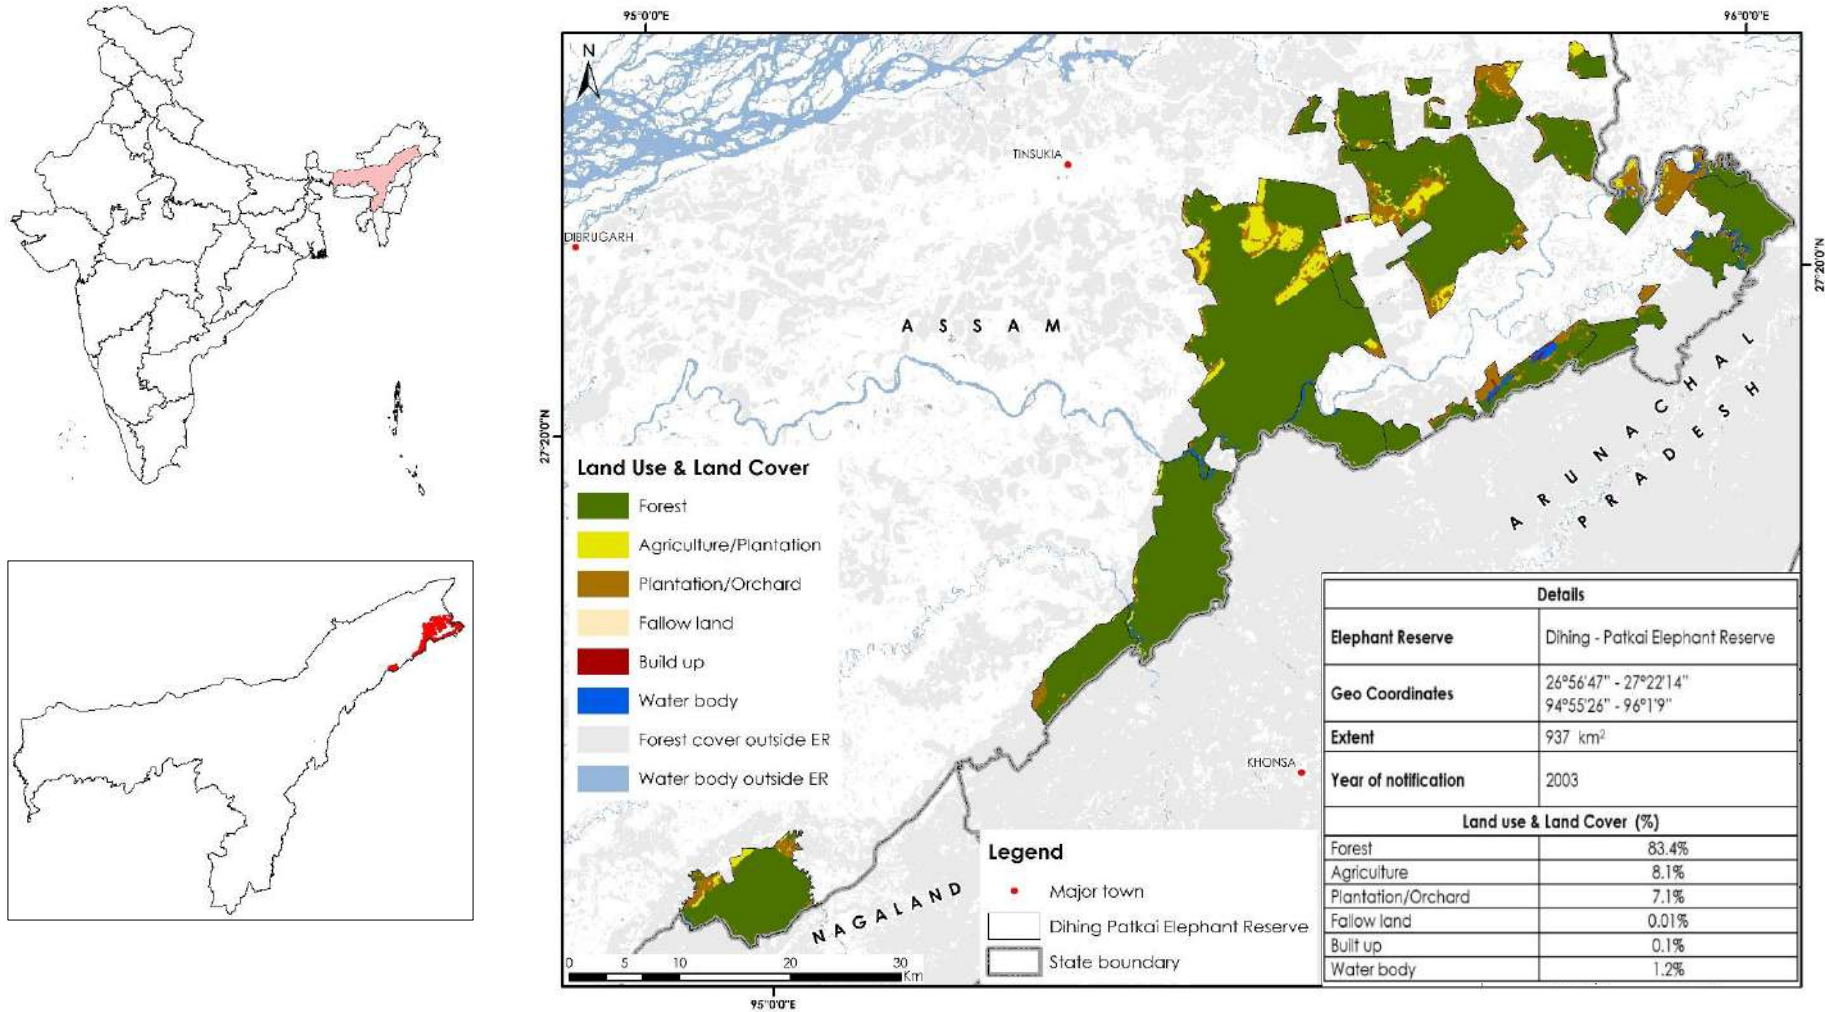 95°0'0"E
96°0'0"E
N
TINSUKIA
DIBRUGARH
27°20'0"N
ASSAM
ARUNACHAL
PRADESH
27°20'0"N
Land Use & Land Cover
Forest
Agriculture/Plantation
Plantation/Orchard
Fallow land
Build up
Water body
Forest cover outside ER
Water body outside ER
KHONSA
NAGALAND
Legend
Major town
Dihing Patkai Elephant Reserve
State boundary
0 5 10 20 30
Km
95°0'0"E
Details
Elephant Reserve Dihing - Patkai Elephant Reserve
Geo Coordinates 26°56'47" - 27°22'14"
94°55'26" - 96°1'9"
Extent 937 km²
Year of notification 2003
Land use & Land Cover (%)
Forest 83.4%
Agriculture 8.1%
Plantation/Orchard 7.1%
Fallow land 0.01%
Built up 0.1%
Water body 1.2%